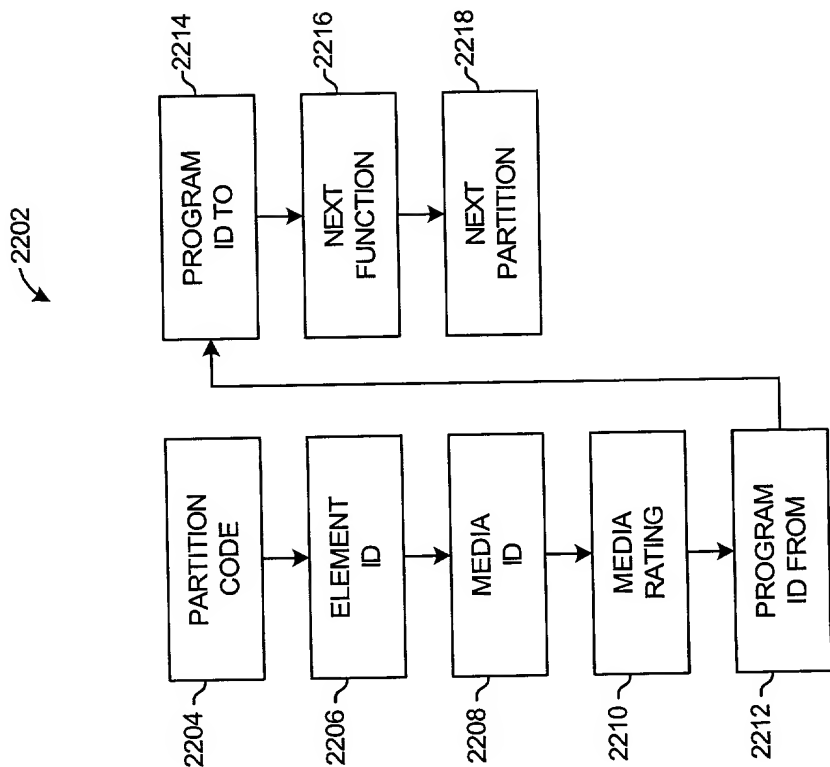 2202
PARTITION
CODE
2204
ELEMENT
ID
2206
MEDIA
ID
2208
MEDIA
RATING
2210
PROGRAM
ID FROM
2212
PROGRAM
ID TO
2214
NEXT
FUNCTION
2216
NEXT
PARTITION
2218